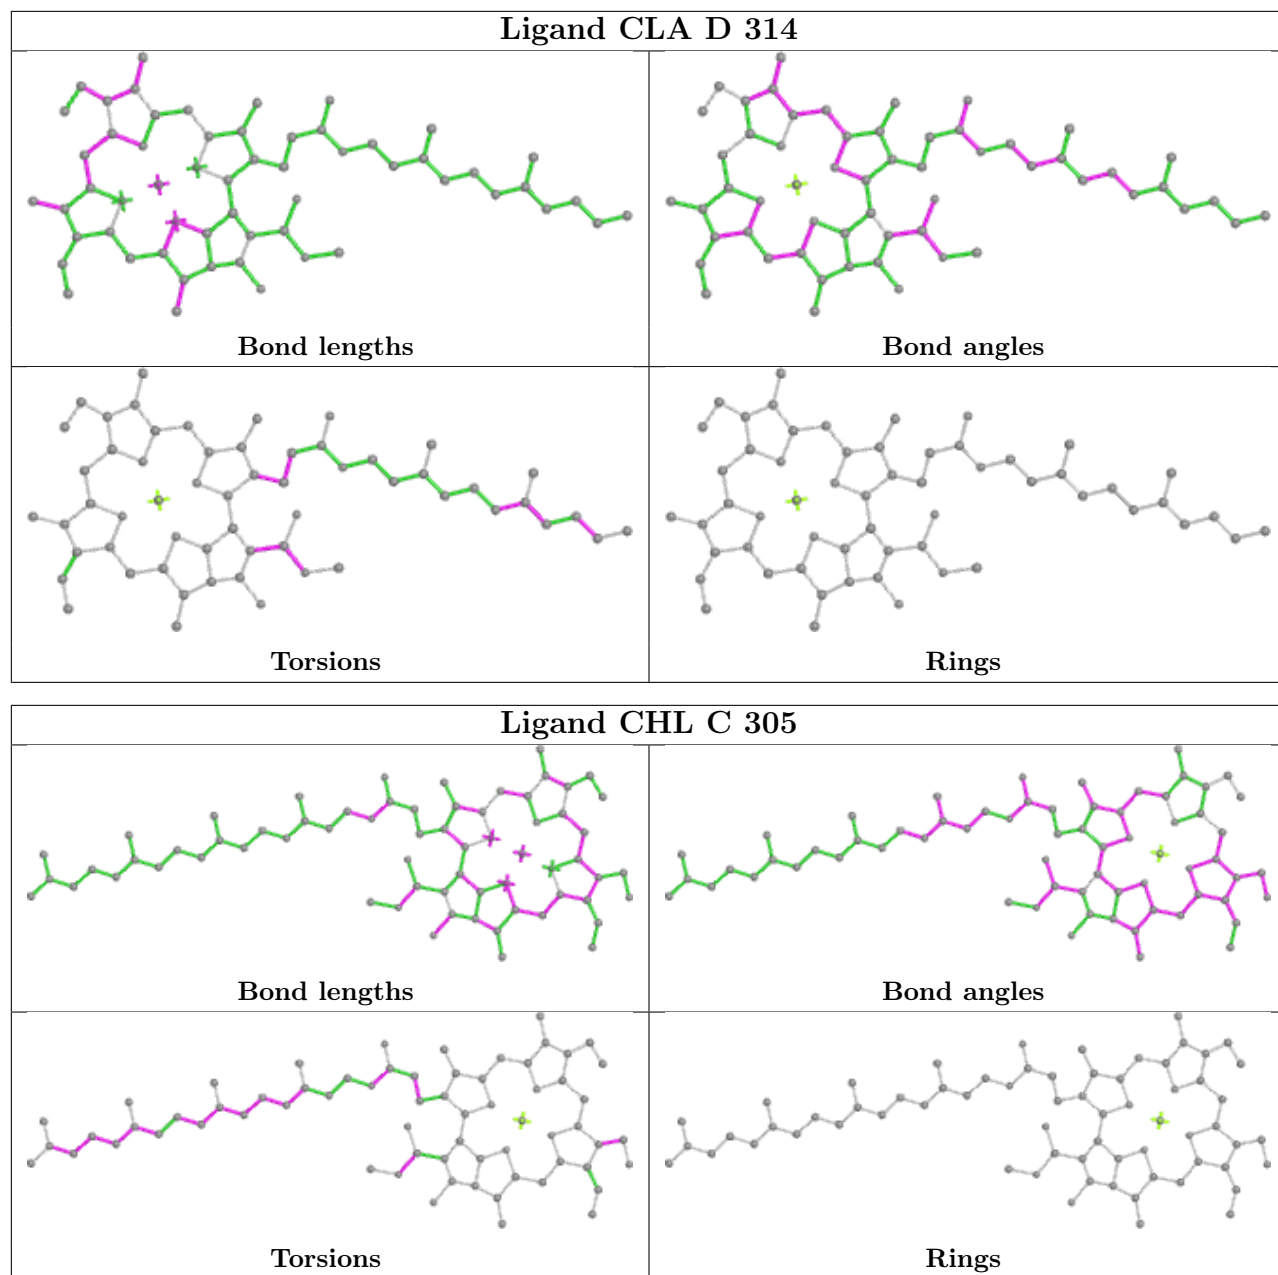 Ligand CLA D 314
Bond lengths
Bond angles
Torsions
Rings
Ligand CHL C 305
Bond lengths
Bond angles
Torsions
Rings